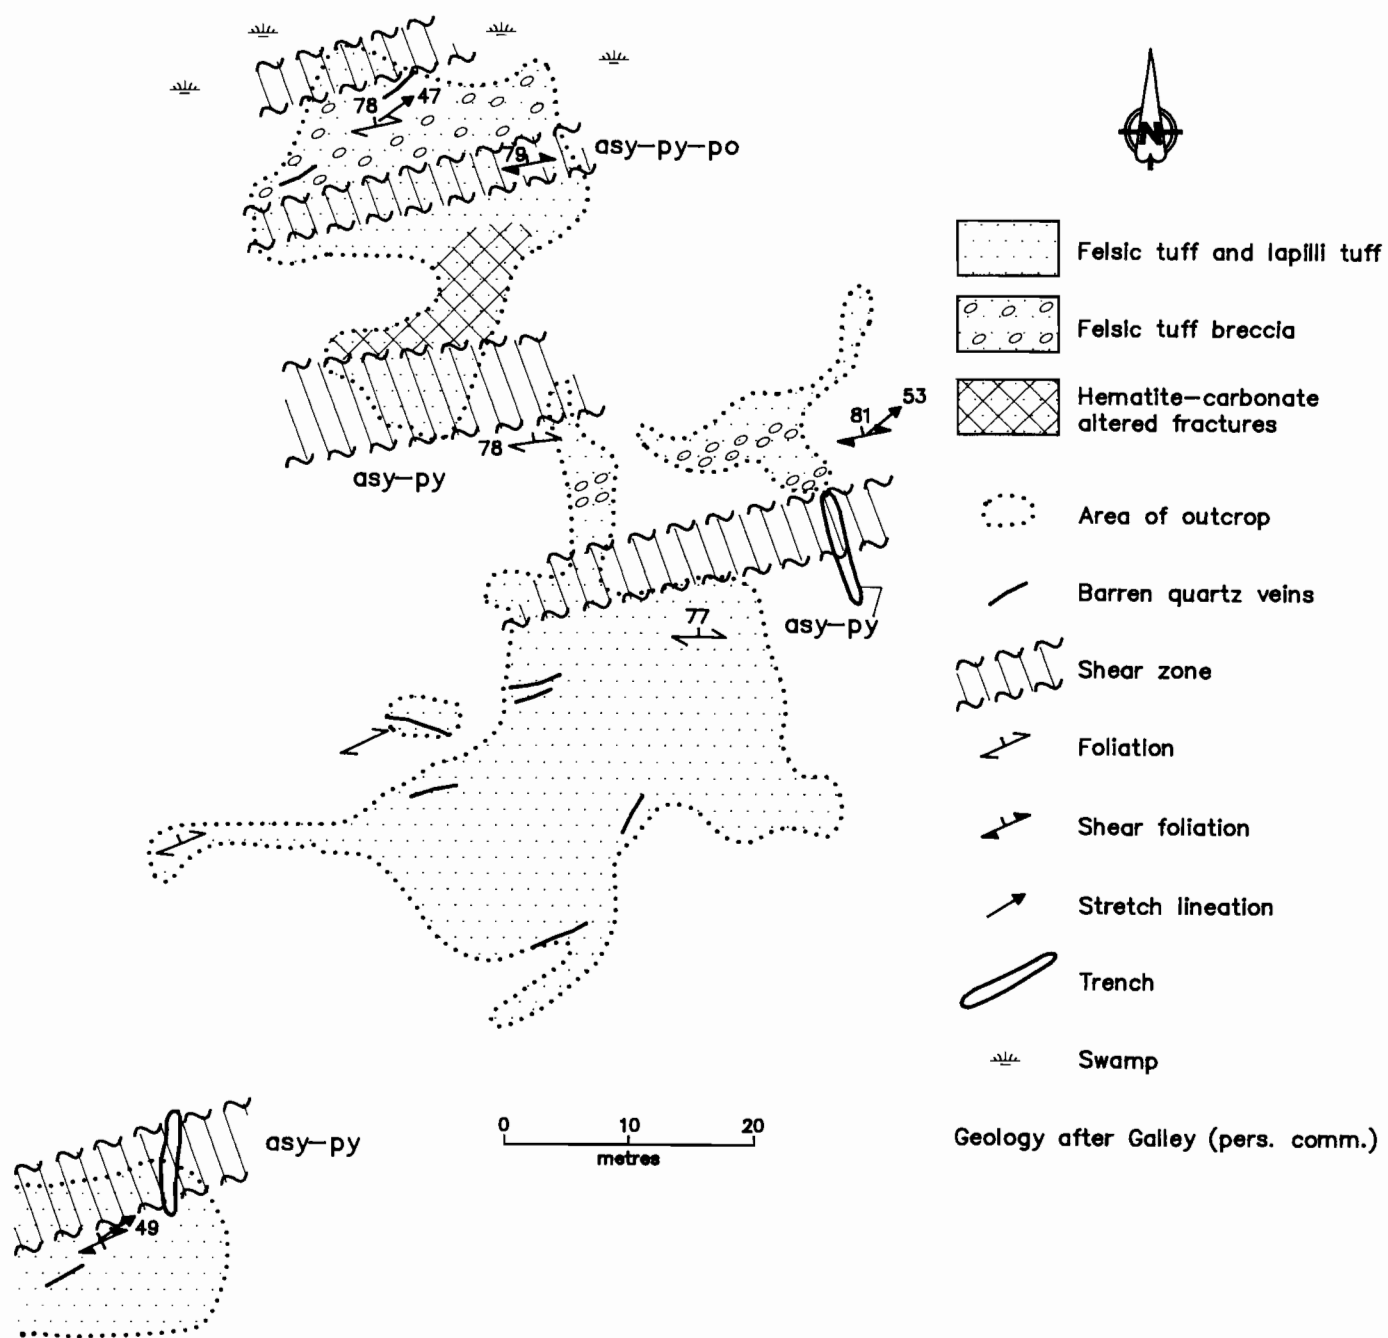 47
78
79
asy-py-po
N
Felsic tuff and lapilli tuff
Felsic tuff breccia
Hematite-carbonate
altered fractures
53
81
78
asy-py
Area of outcrop
Barren quartz veins
77
asy-py
Shear zone
Foliation
Shear foliation
Stretch lineation
Trench
Swamp
asy-py
0 10 20
metres
Geology after Galley (pers. comm.)
49